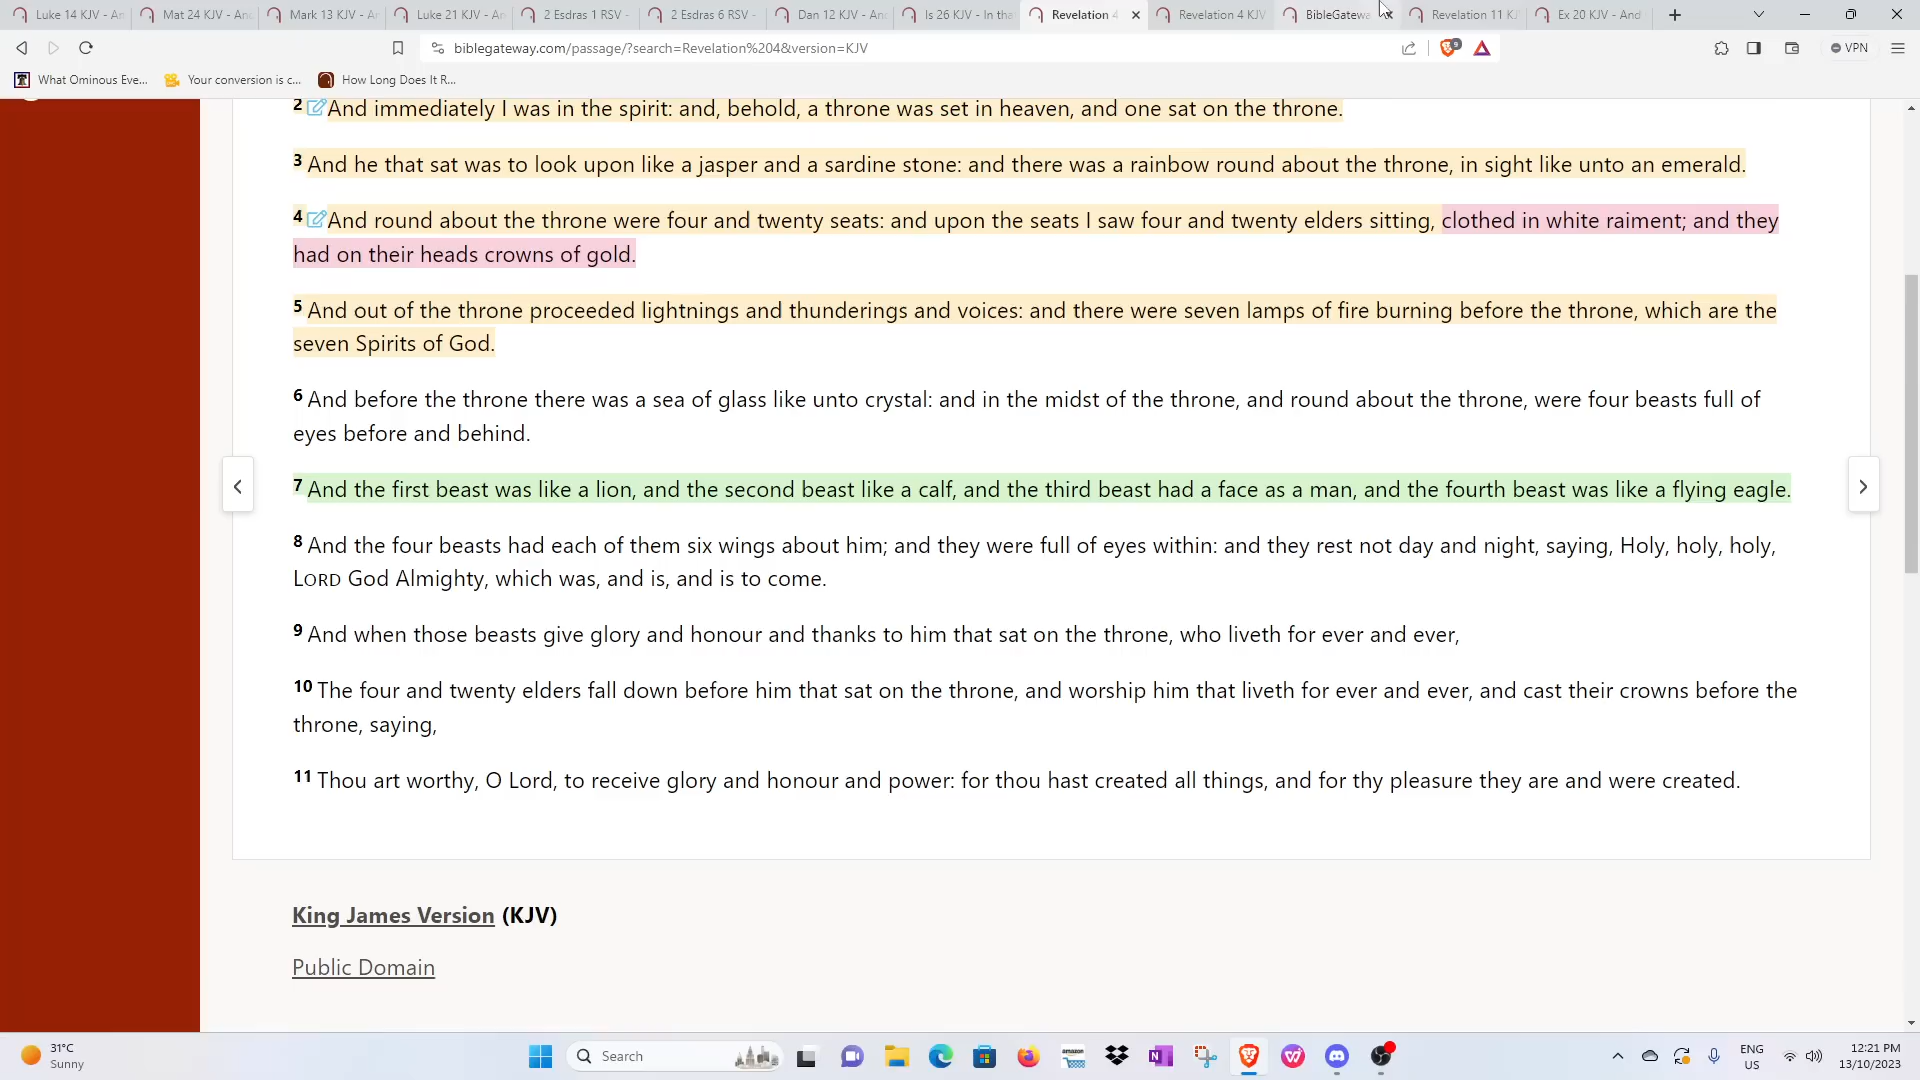 Luke 14 KJV - An
Mat 24 KJV - An
Mark 13 KJV - A
Luke 21 KJV - An
2 Esdras 1 RSV -
2 Esdras 6 RSV -
Dan 12 KJV - An
Is 26 KJV - In tha
Revelation 4
Revelation 4 KJV
BibleGatewa
Revelation 11 KJ
Ex 20 KJV - And
biblegateway.com/passage/?search=Revelation%204&version=KJV
9
VPN
What Ominous Eve...
Your conversion is c...
How Long Does It R...
2 And immediately I was in the spirit: and, behold, a throne was set in heaven, and one sat on the throne.
3 And he that sat was to look upon like a jasper and a sardine stone: and there was a rainbow round about the throne, in sight like unto an emerald.
4 And round about the throne were four and twenty seats: and upon the seats I saw four and twenty elders sitting, clothed in white raiment; and they
had on their heads crowns of gold.
5 And out of the throne proceeded lightnings and thunderings and voices: and there were seven lamps of fire burning before the throne, which are the
seven Spirits of God.
6 And before the throne there was a sea of glass like unto crystal: and in the midst of the throne, and round about the throne, were four beasts full of
eyes before and behind.
7 And the first beast was like a lion, and the second beast like a calf, and the third beast had a face as a man, and the fourth beast was like a flying eagle.
8 And the four beasts had each of them six wings about him; and they were full of eyes within: and they rest not day and night, saying, Holy, holy, holy,
LORD God Almighty, which was, and is, and is to come.
9 And when those beasts give glory and honour and thanks to him that sat on the throne, who liveth for ever and ever,
10 The four and twenty elders fall down before him that sat on the throne, and worship him that liveth for ever and ever, and cast their crowns before the
throne, saying,
11 Thou art worthy, O Lord, to receive glory and honour and power: for thou hast created all things, and for thy pleasure they are and were created.
King James Version (KJV)
Public Domain
31°C
Sunny
Search
amazon
ENG
US
12:21 PM
13/10/2023